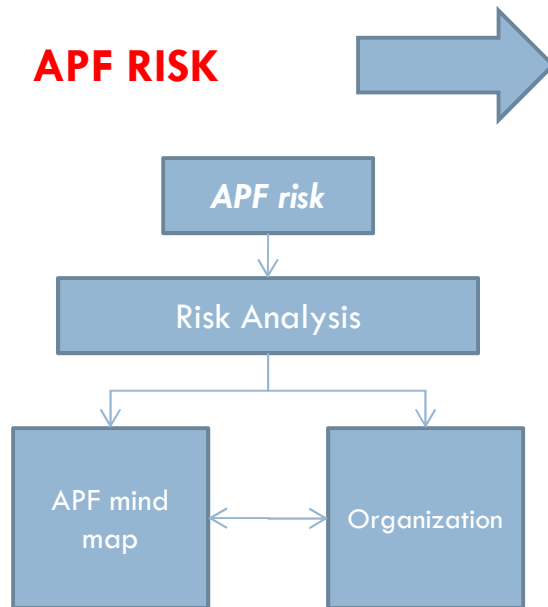 APF RISK
APF risk
Risk Analysis
APF mind
map
Organization